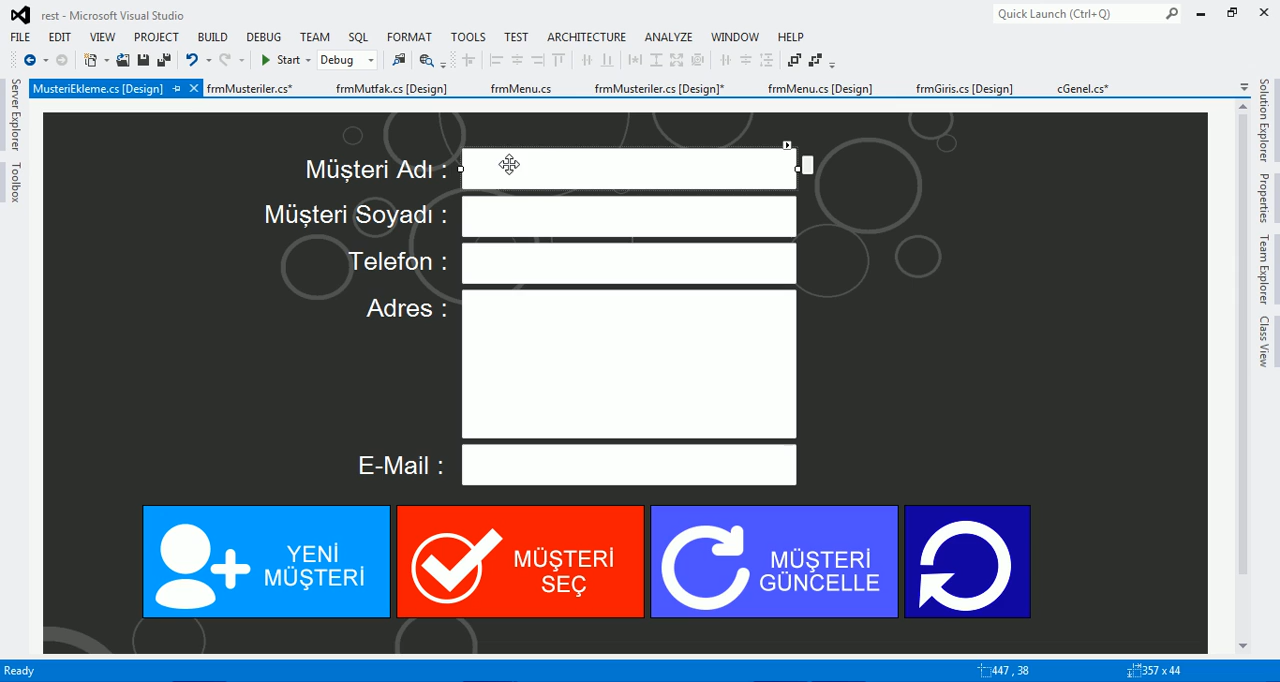 rest - Microsoft Visual Studio
Quick Launch (Ctrl+Q)
FILE EDIT VIEW PROJECT BUILD DEBUG TEAM SQL FORMAT TOOLS TEST ARCHITECTURE ANALYZE WINDOW HELP
Start Debug
MusteriEkleme.cs [Design] frmMusteriler.cs* frmMutfak.cs [Design] frmMenu.cs frmMusteriler.cs [Design]* frmMenu.cs [Design] frmGiris.cs [Design] cGenel.cs*
Server Explorer
Toolbox
Solution Explorer
Properties
Team Explorer
Class View
Müşteri Adı :
Müşteri Soyadı :
Telefon :
Adres :
E-Mail :
YENİ
MÜŞTERİ
MÜŞTERİ
SEÇ
MÜŞTERİ
GÜNCELLE
Ready
447 , 38
357 x 44